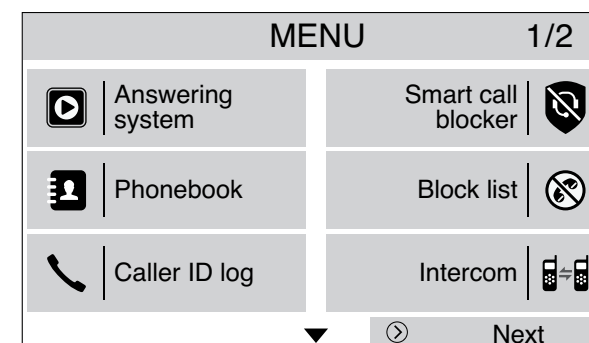 MENU 1/2
Answering
system
Smart call
blocker
Phonebook
Block list
Caller ID log
Intercom
Next